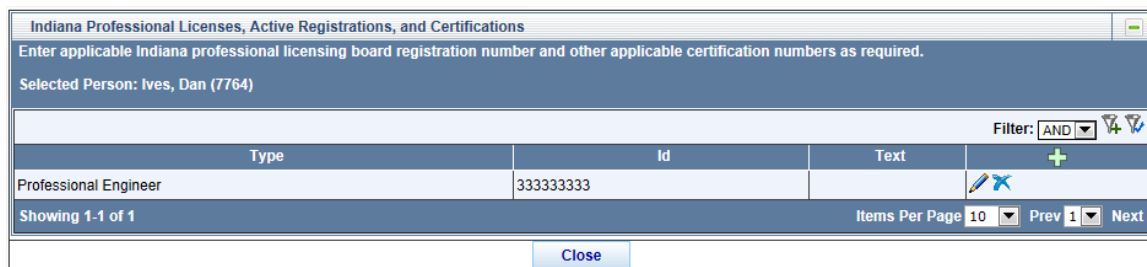 Indiana Professional Licenses, Active Registrations, and Certifications
Enter applicable Indiana professional licensing board registration number and other applicable certification numbers as required.
Selected Person: Ives, Dan (7764)
Filter: AND
Type Id Text
Professional Engineer 333333333
Showing 1-1 of 1 Items Per Page 10 Prev 1 Next
Close